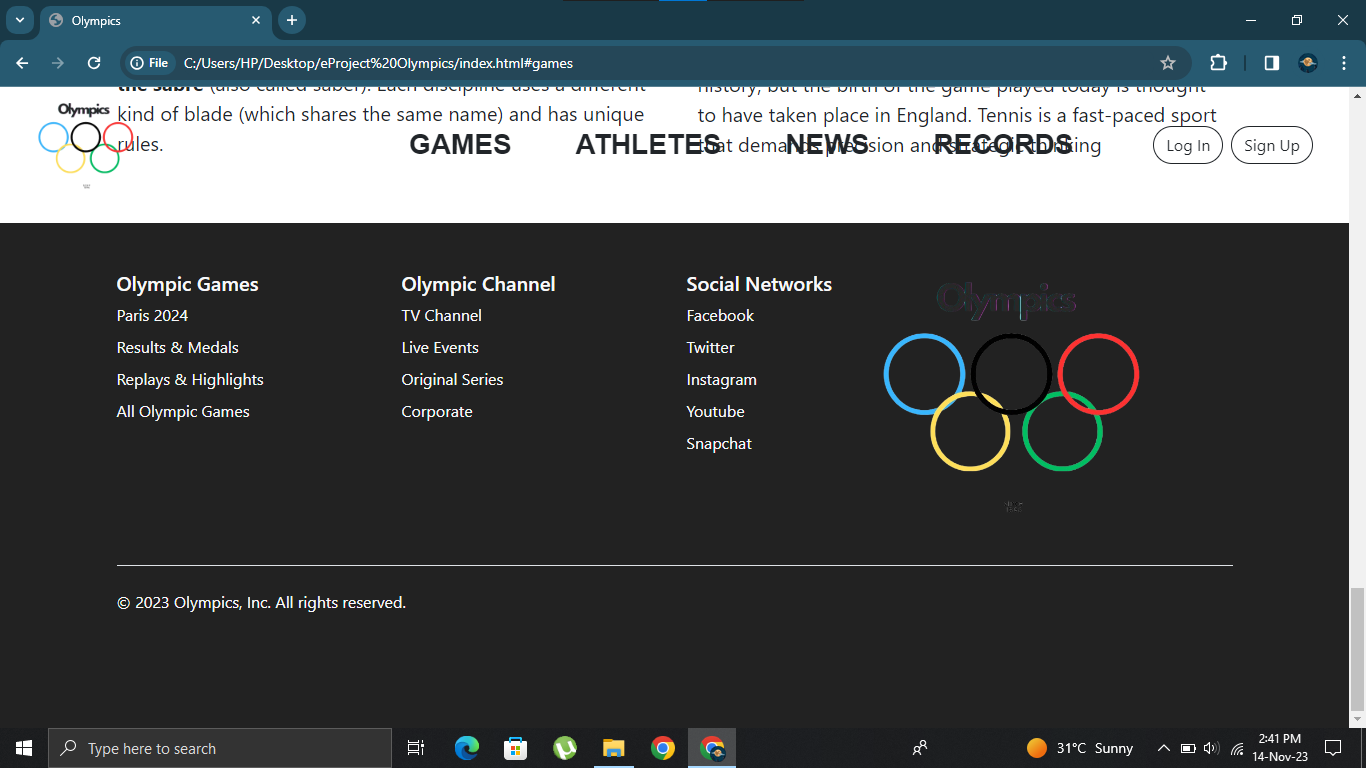 Olympics
File
C:/Users/HP/Desktop/eProject%20Olympics/index.html#games
the sabre (also called saber). Each discipline uses a different
kind of blade (which shares the same name) and has unique
rules.
history, but the birth of the game played today is thought
to have taken place in England. Tennis is a fast-paced sport
that demands precision and strategic thinking
Olympics
GAMES
ATHLETES
NEWS
RECORDS
Log In
Sign Up
Olympic Games
Paris 2024
Results & Medals
Replays & Highlights
All Olympic Games
Olympic Channel
TV Channel
Live Events
Original Series
Corporate
Social Networks
Facebook
Twitter
Instagram
Youtube
Snapchat
Olympics
© 2023 Olympics, Inc. All rights reserved.
Type here to search
31°C Sunny
2:41 PM
14-Nov-23